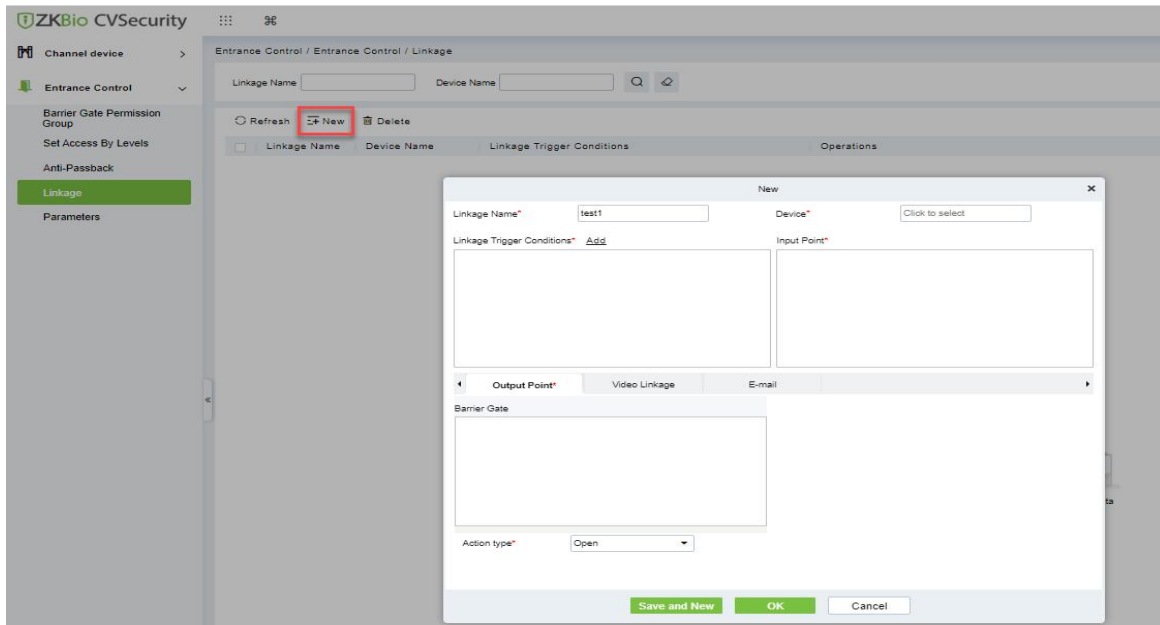 ZKBio CVSecurity
Channel device
Entrance Control / Entrance Control / Linkage
Entrance Control
Linkage Name
Device Name
Barrier Gate Permission
Group
Set Access By Levels
Anti-Passback
Linkage
Parameters
Refresh New Delete
Linkage Name Device Name Linkage Trigger Conditions Operations
New
Linkage Name* test1 Device* Click to select
Linkage Trigger Conditions* Add Input Point*
Output Point* Video Linkage E-mail
Barrier Gate
Action type* Open
Save and New OK Cancel